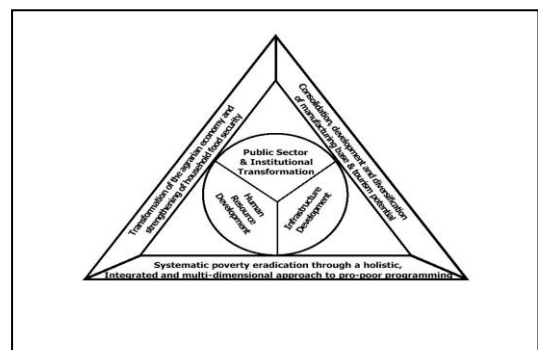 Transformation of the agrarian economy and
strengthening of household food security
Consolidation, development and diversification
of manufacturing base & tourism potential
Public Sector
& Institutional
Transformation
Human
Resource
Development
Infrastructure
Development
Systematic poverty eradication through a holistic,
Integrated and multi-dimensional approach to pro-poor programming